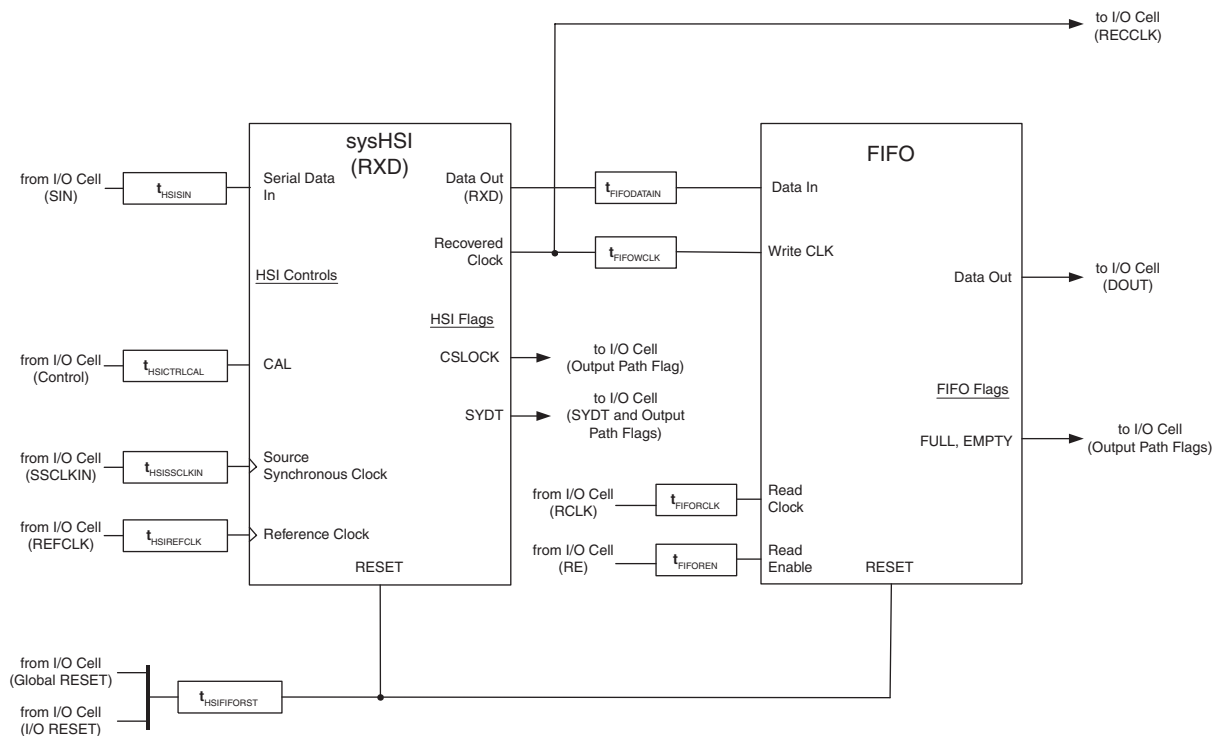 to I/O Cell
(RECCLK)
sysHSI
(RXD)
FIFO
from I/O Cell
(SIN)
tHSISIN
Serial Data
In
Data Out
(RXD)
tFIFODATAIN
Data In
Recovered
Clock
tFIFOWCLK
Write CLK
HSI Controls
Data Out
to I/O Cell
(DOUT)
HSI Flags
from I/O Cell
(Control)
tHSICTRLCAL
CAL
CSLOCK
to I/O Cell
(Output Path Flag)
SYDT
to I/O Cell
(SYDT and Output
Path Flags)
FIFO Flags
FULL, EMPTY
to I/O Cell
(Output Path Flags)
from I/O Cell
(SSCLKIN)
tHSISSCLKIN
Source
Synchronous Clock
from I/O Cell
(RCLK)
tFIFORCLK
Read
Clock
from I/O Cell
(REFCLK)
tHSIREFCLK
Reference Clock
from I/O Cell
(RE)
tFIFOREN
Read
Enable
RESET
RESET
from I/O Cell
(Global RESET)
tHSIFIFORST
from I/O Cell
(I/O RESET)